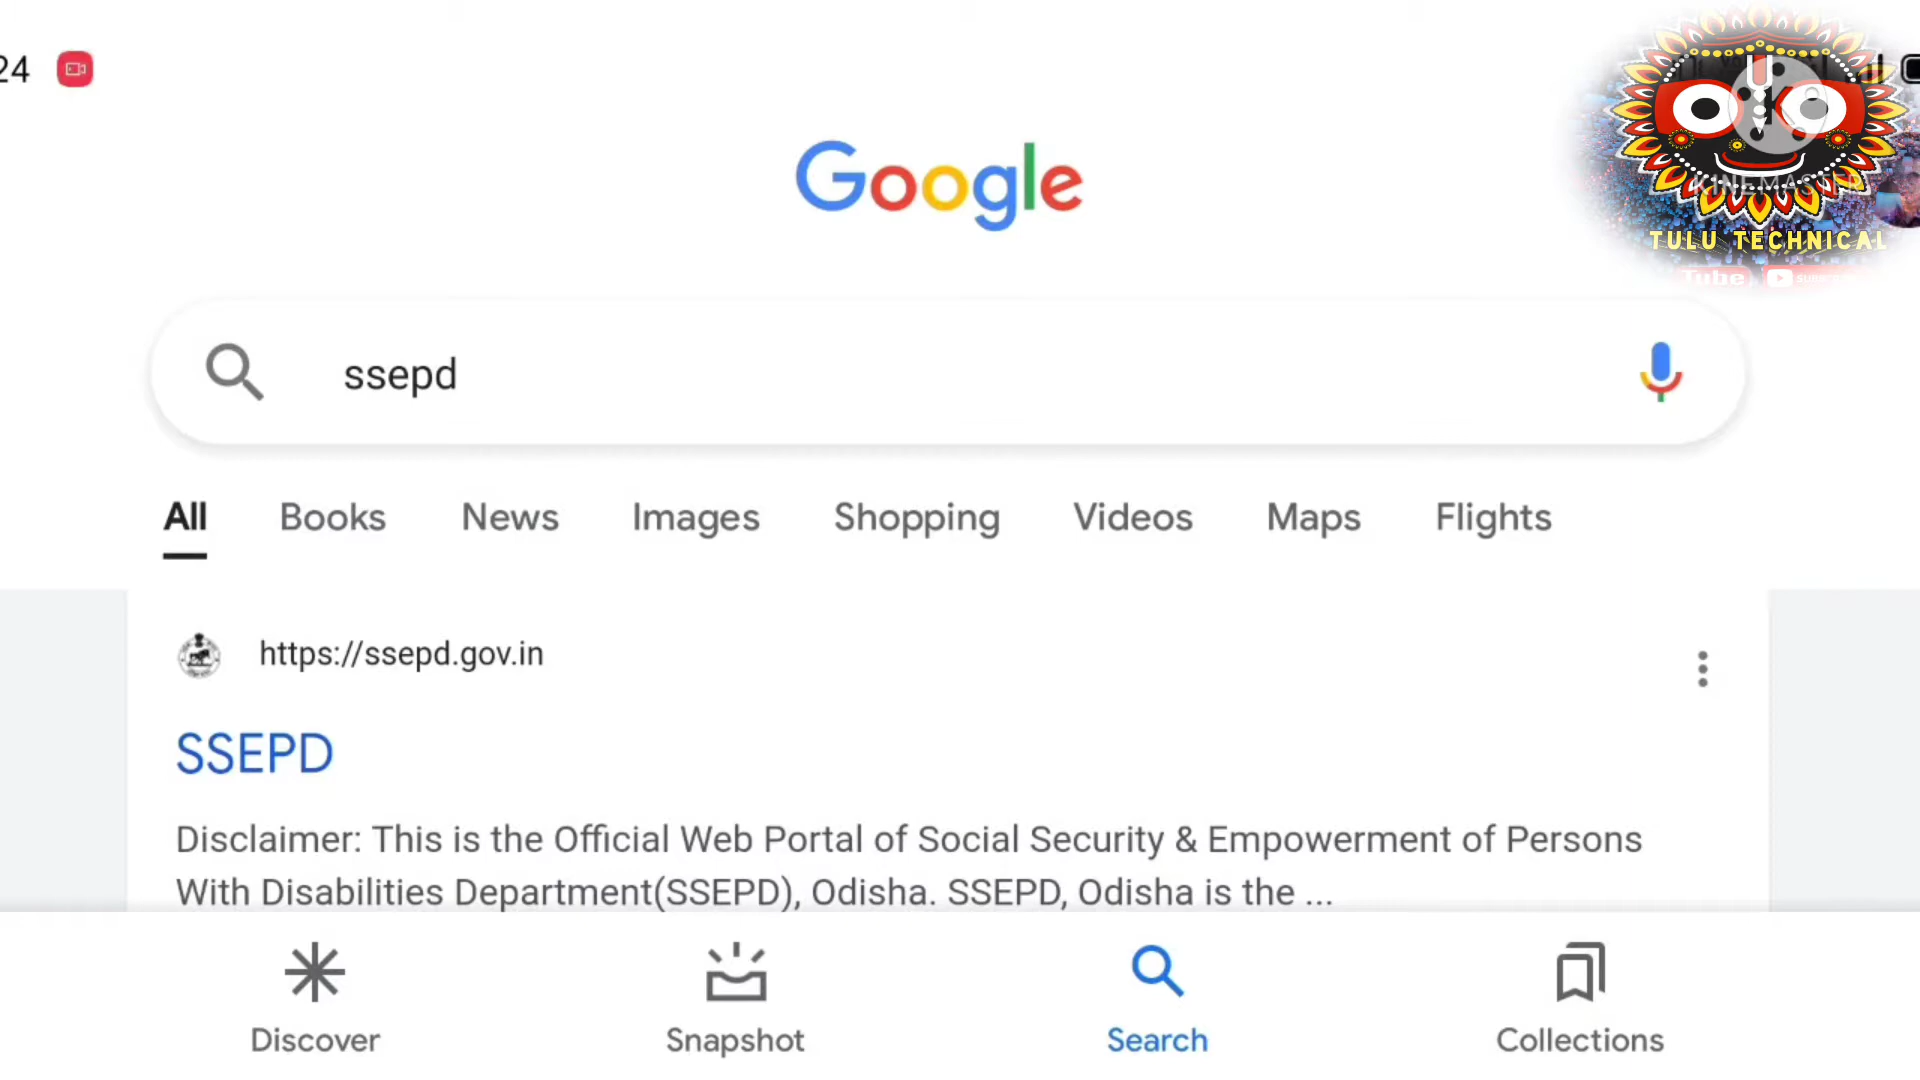 24
Google
KINEMASTER
TULU TECHNICAL
Tube
ssepd
All Books News Images Shopping Videos Maps Flights
https://ssepd.gov.in
SSEPD
Disclaimer: This is the Official Web Portal of Social Security & Empowerment of Persons
With Disabilities Department(SSEPD), Odisha. SSEPD, Odisha is the ...
Discover Snapshot Search Collections